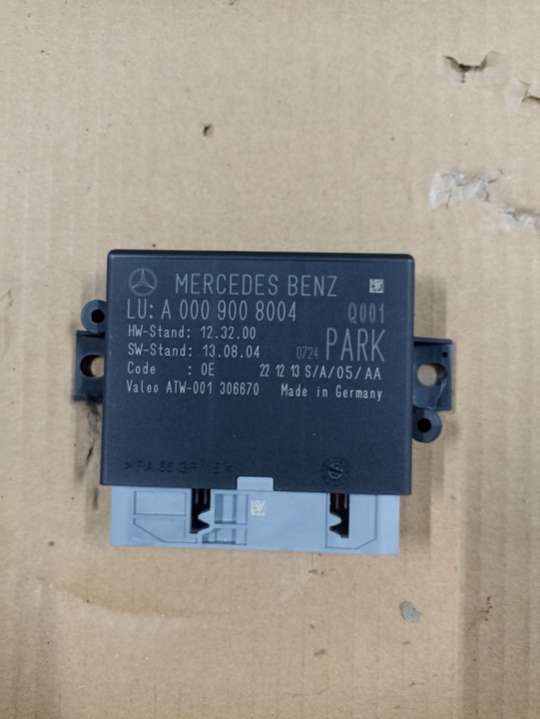 MERCEDES BENZ
LU: A 000 900 8004 Q001
HW-Stand: 12.32.00
SW-Stand: 13.08.04 0724 PARK
Code : 0E 22 12 13 S/A/05/AA
Valeo ATW-001 306670 Made in Germany